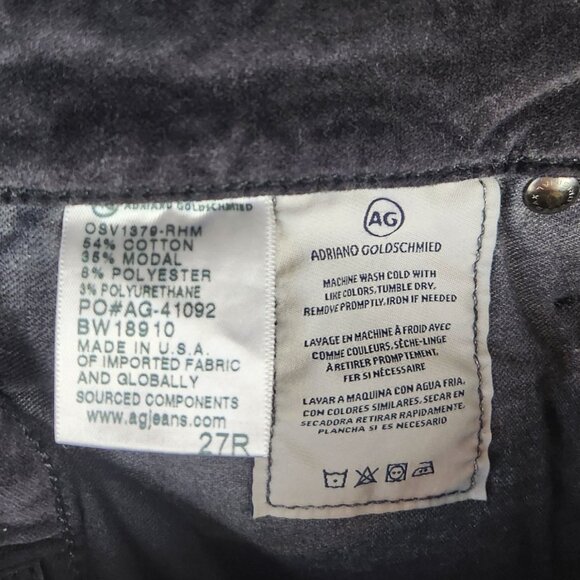 ADRIANO GOLDSCHMIED
OSV1379-RHM
54% COTTON
35% MODAL
8% POLYESTER
3% POLYURETHANE
PO#AG-41092
BW18910
MADE IN U.S.A.
OF IMPORTED FABRIC
AND GLOBALLY
SOURCED COMPONENTS
www.agjeans.com
27R
AG
ADRIANO GOLDSCHMIED
MACHINE WASH COLD WITH
LIKE COLORS, TUMBLE DRY.
REMOVE PROMPTLY. IRON IF NEEDED
LAVAGE EN MACHINE À FROID AVEC
COMME COULEURS, SÈCHE-LINGE
À RETIRER PROMPTEMENT,
FER SI NÉCESSAIRE
LAVAR A MAQUINA CON AGUA FRIA,
CON COLORES SIMILARES. SECAR EN
SECADORA RETIRAR RAPIDAMENTE.
PLANCHA SI ES NECESARIO